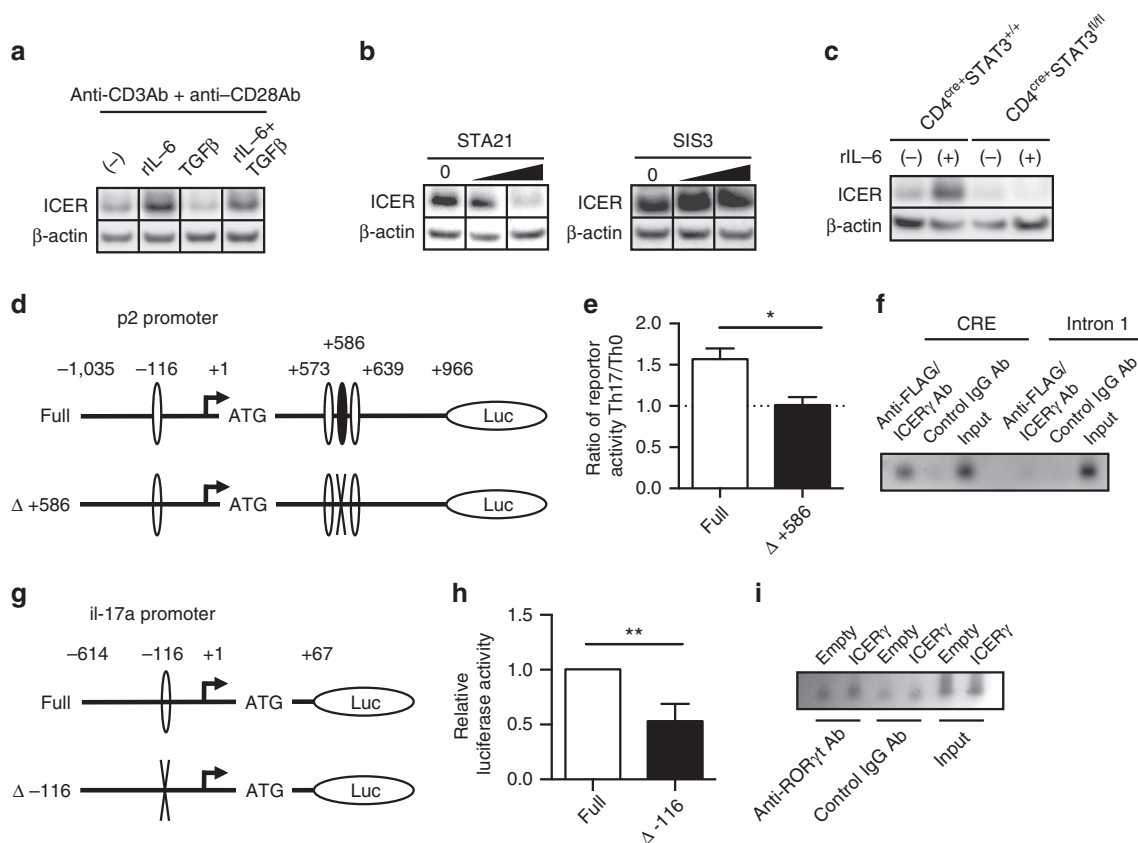 a
Anti-CD3Ab + anti–CD28Ab
(–)
rIL–6
TGFβ
rIL–6+
TGFβ
ICER
β-actin
b
STA21
0
ICER
β-actin
SIS3
0
ICER
β-actin
c
CD4cre+STAT3+/+
CD4cre+STAT3fl/fl
rIL–6 (–) (+) (–) (+)
ICER
β-actin
d
p2 promoter
+586
–1,035 –116 +1 +573 +639 +966
Full ATG Luc
Δ +586 ATG Luc
e
*
2.0
1.5
1.0
0.5
0.0
Ratio of reportor
activity Th17/Th0
Full
Δ +586
f
CRE Intron 1
Anti-FLAG/
ICERγ Ab
Control IgG Ab
Input
Anti-FLAG/
ICERγ Ab
Control IgG Ab
Input
g
il-17a promoter
–614 –116 +1 +67
Full ATG Luc
Δ –116 ATG Luc
h
**
1.5
1.0
0.5
0.0
Relative
luciferase activity
Full
Δ -116
i
Empty
ICERγ
Empty
ICERγ
Empty
ICERγ
Anti-RORγt Ab
Control IgG Ab
Input